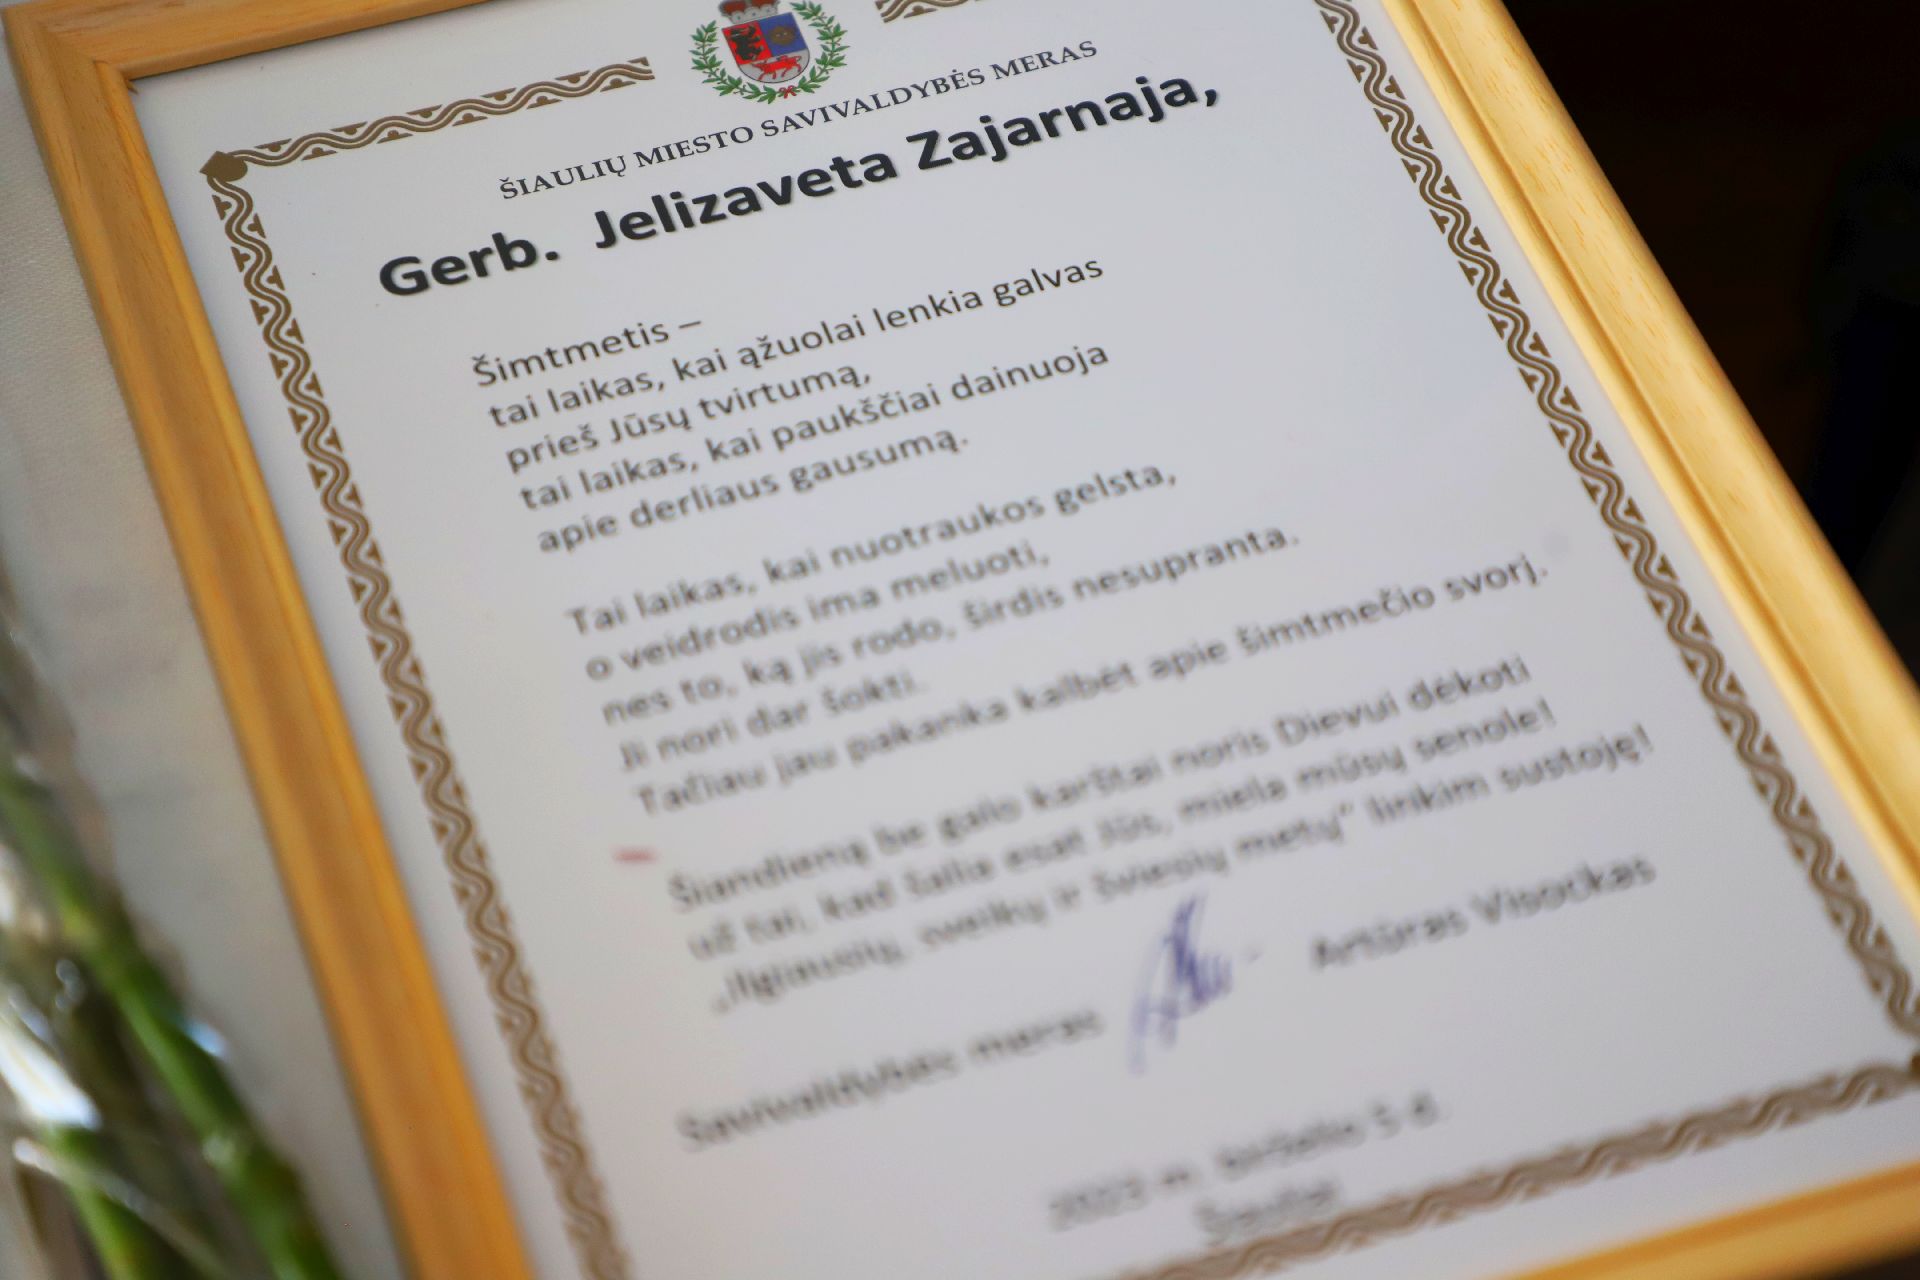 ŠIAULIŲ MIESTO SAVIVALDYBĖS MERAS
Gerb. Jelizaveta Zajarnaja,
Šimtmetis –
tai laikas, kai ąžuolai lenkia galvas
prieš Jūsų tvirtumą,
tai laikas, kai paukščiai dainuoja
apie derliaus gausumą.
Tai laikas, kai nuotraukos gelsta,
o veidrodis ima meluoti,
nes to, ką jis rodo, širdis nesupranta.
Ji nori dar šokti.
Tačiau jau pakanka kalbėt apie šimtmečio svorį.
Šiandieną be galo karštai noris Dievui dėkoti
už tai, kad šalia esat Jūs, miela mūsų senole!
„Ilgiausių, sveikų ir šviesių metų“ linkim sustoję!
Savivaldybės meras Artūras Visockas
2023 m. birželio 5 d.
Šiauliai